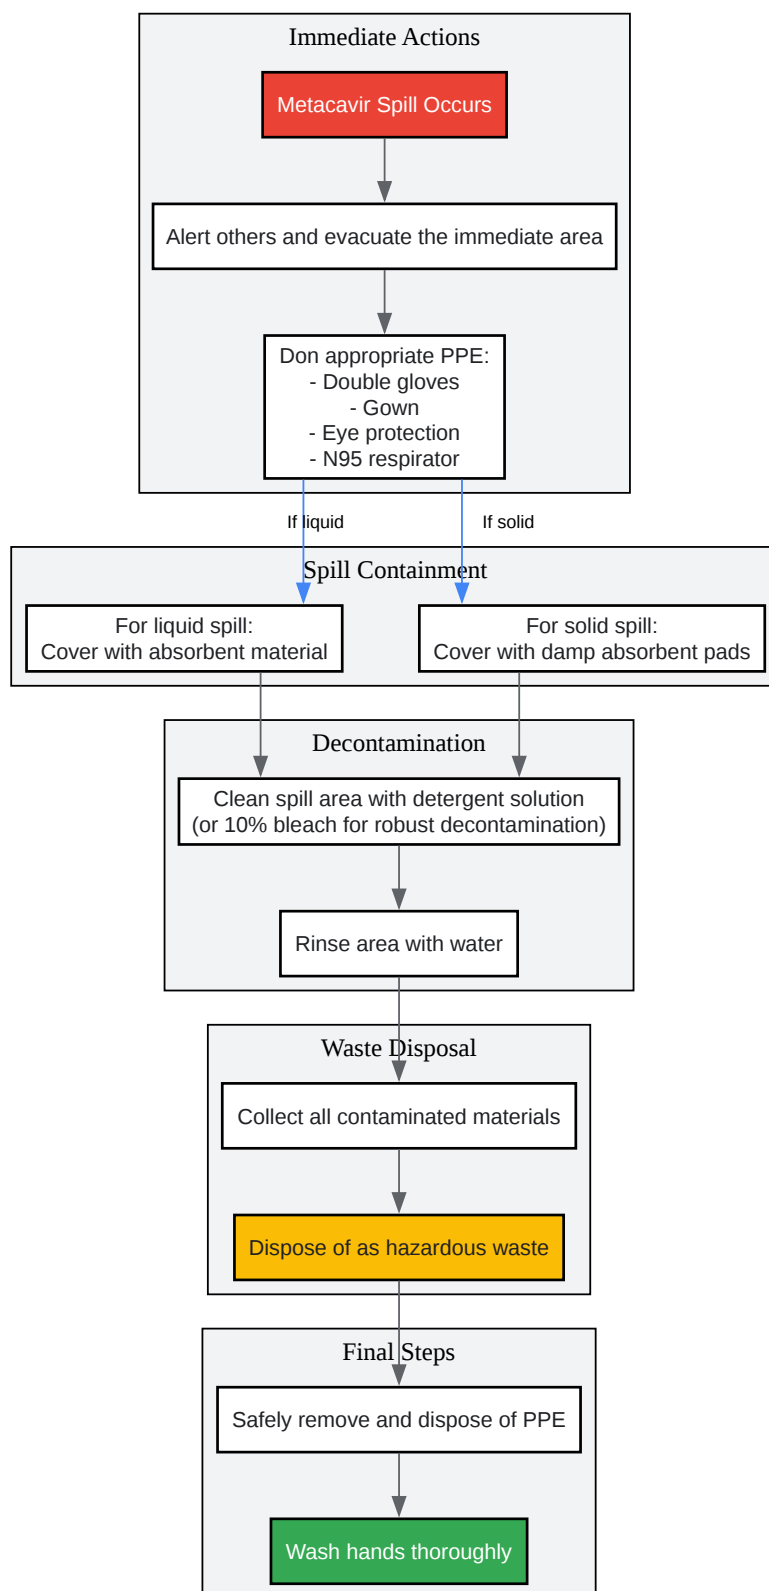 Immediate Actions
Metacavir Spill Occurs
Alert others and evacuate the immediate area
Don appropriate PPE:
- Double gloves
- Gown
- Eye protection
- N95 respirator
If liquid
If solid
Spill Containment
For liquid spill:
Cover with absorbent material
For solid spill:
Cover with damp absorbent pads
Decontamination
Clean spill area with detergent solution
(or 10% bleach for robust decontamination)
Rinse area with water
Waste Disposal
Collect all contaminated materials
Dispose of as hazardous waste
Final Steps
Safely remove and dispose of PPE
Wash hands thoroughly